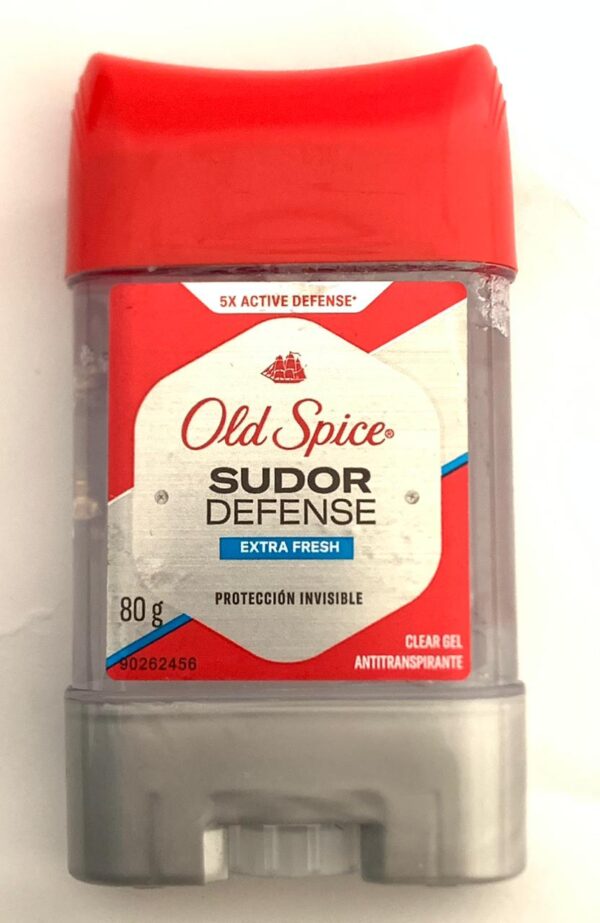 5X ACTIVE DEFENSE*
Old Spice®
SUDOR
DEFENSE
EXTRA FRESH
PROTECCIÓN INVISIBLE
80 g
CLEAR GEL
ANTITRANSPIRANTE
90262456